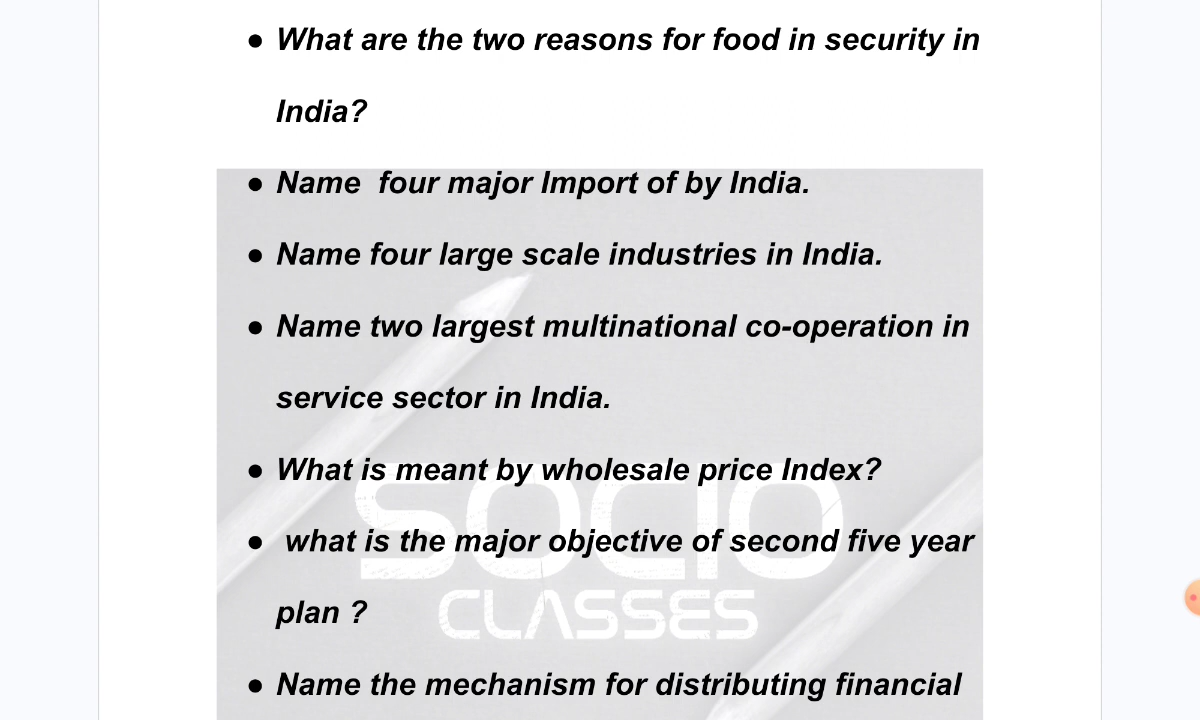 ● What are the two reasons for food in security in
India?
● Name  four major Import of by India.
● Name four large scale industries in India.
● Name two largest multinational co-operation in
service sector in India.
● What is meant by wholesale price Index?
●  what is the major objective of second five year
plan ?
● Name the mechanism for distributing financial
SOCIO
CLASSES